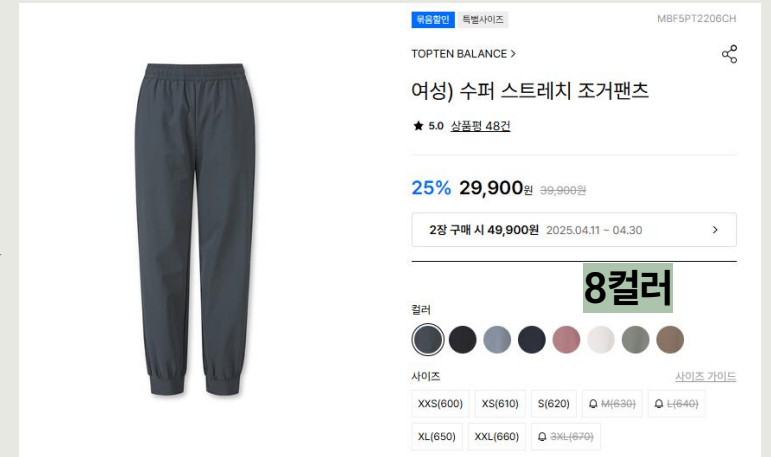 묶음할인 특별사이즈 MBF5PT2206CH
TOPTEN BALANCE >
여성) 수퍼 스트레치 조거팬츠
★ 5.0 상품평 48건
25% 29,900원 39,900원
2장 구매 시 49,900원 2025.04.11 ~ 04.30 >
8컬러
컬러
사이즈 사이즈 가이드
XXS(600) XS(610) S(620) M(630) L(640)
XL(650) XXL(660) 3XL(670)